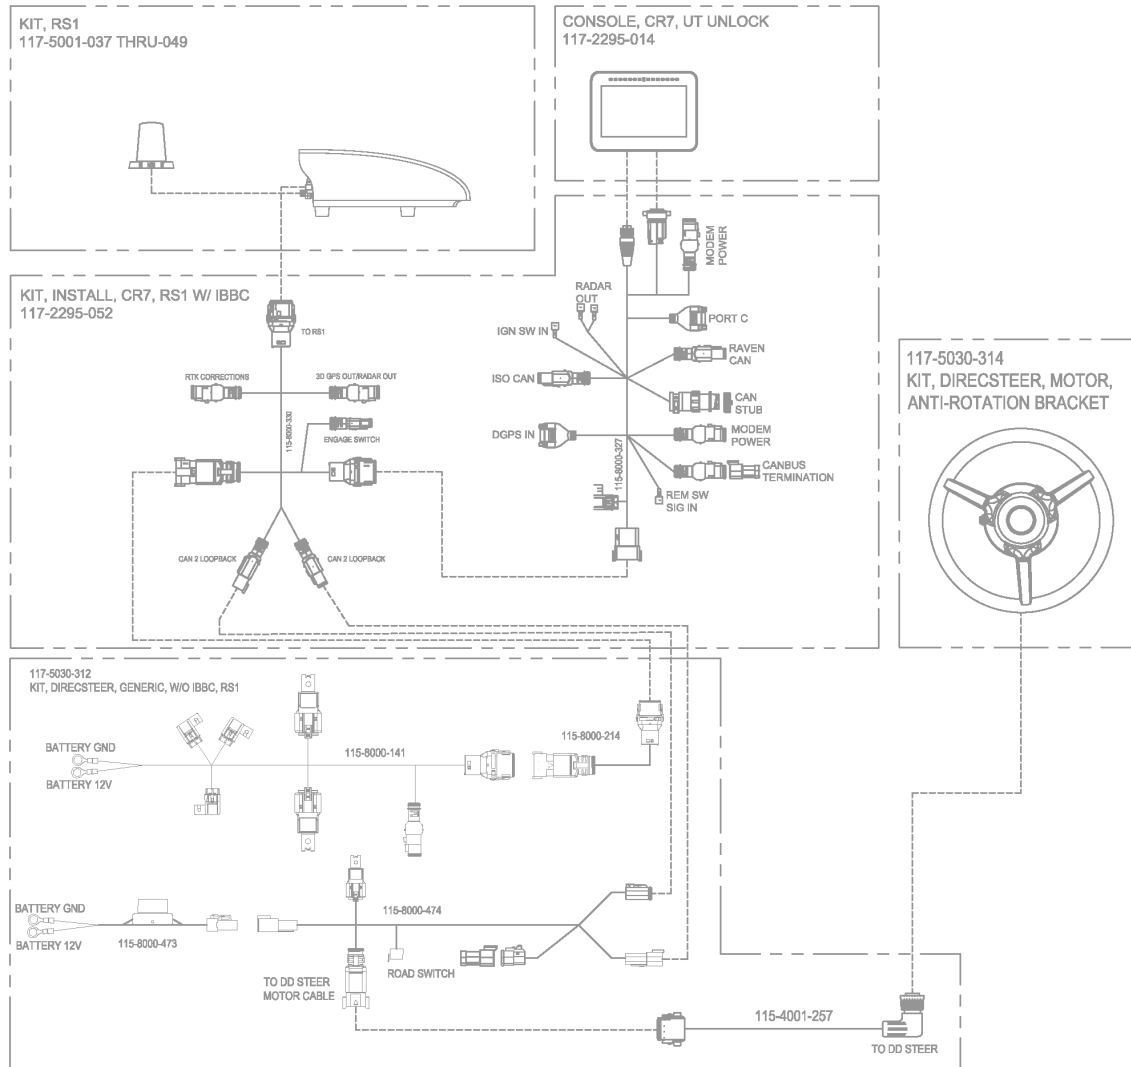 KIT, RS1
117-5001-037 THRU-049
CONSOLE, CR7, UT UNLOCK
117-2295-014
KIT, INSTALL, CR7, RS1 W/ IBBC
117-2295-052
TO RS1
RTK CORRECTIONS
3D GPS OUT/RADAR OUT
115-8000-330
ENGAGE SWITCH
CAN 2 LOOPBACK
CAN 2 LOOPBACK
MODEM
POWER
RADAR
OUT
IGN SW IN
PORT C
RAVEN
CAN
ISO CAN
CAN
STUB
DGPS IN
MODEM
POWER
115-8000-327
CANBUS
TERMINATION
REM SW
SIG IN
117-5030-314
KIT, DIRECSTEER, MOTOR,
ANTI-ROTATION BRACKET
117-5030-312
KIT, DIRECSTEER, GENERIC, W/O IBBC, RS1
BATTERY GND
BATTERY 12V
115-8000-141
115-8000-214
BATTERY GND
BATTERY 12V
115-8000-473
115-8000-474
ROAD SWITCH
TO DD STEER
MOTOR CABLE
115-4001-257
TO DD STEER